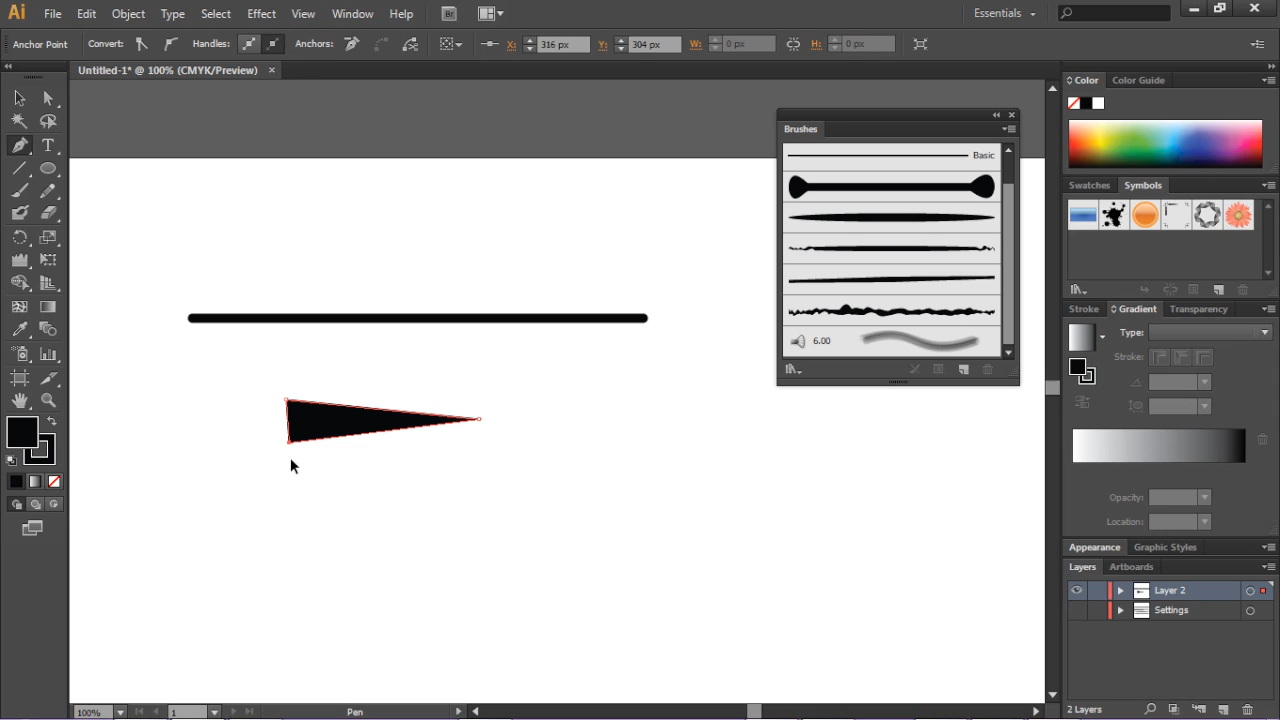 Ai File Edit Object Type Select Effect View Window Help Br Essentials
Anchor Point Convert: Handles: Anchors: X: 316 px Y: 304 px W: 0 px H: 0 px
Untitled-1* @ 100% (CMYK/Preview)
Color Color Guide
Brushes
Basic
Swatches Symbols
6.00
Stroke Gradient Transparency
Type:
Stroke:
Opacity:
Location:
Appearance Graphic Styles
Layers Artboards
Layer 2
Settings
100% 1 Pen 2 Layers